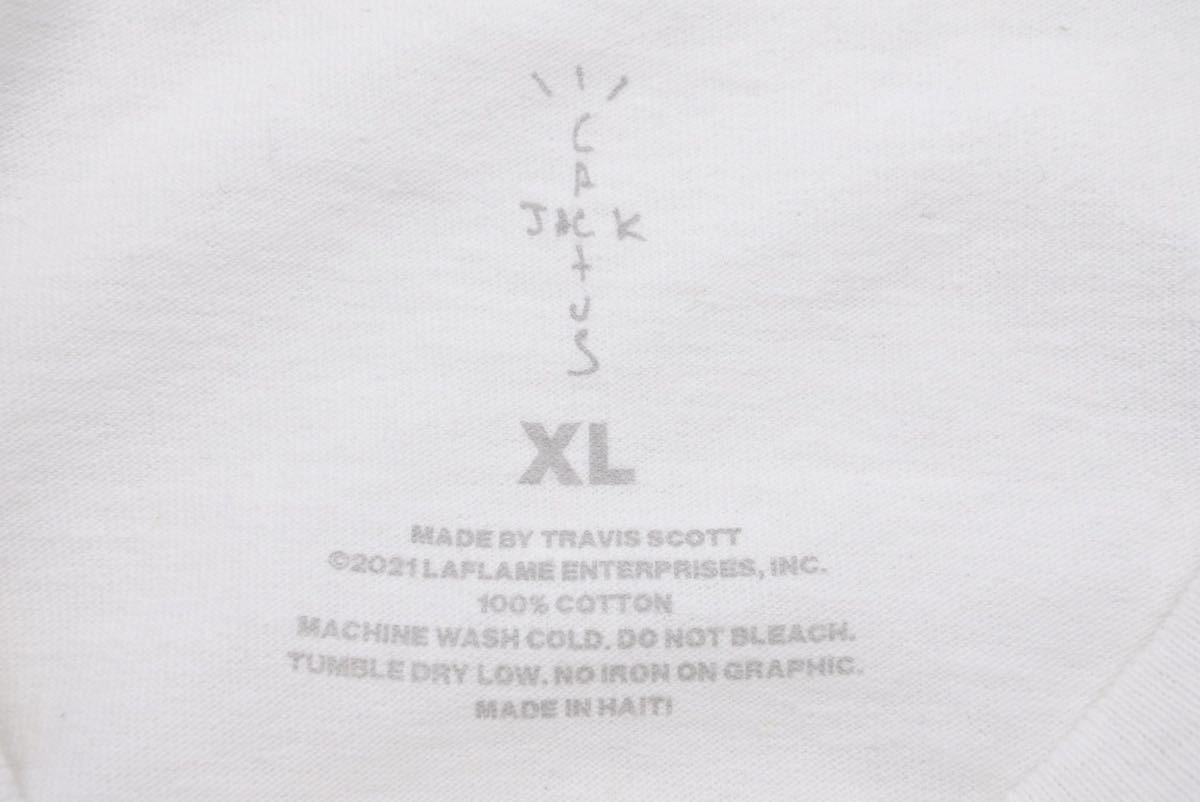 CACTUS
JACK
XL
MADE BY TRAVIS SCOTT
©2021 LAFLAME ENTERPRISES, INC.
100% COTTON
MACHINE WASH COLD. DO NOT BLEACH.
TUMBLE DRY LOW. NO IRON ON GRAPHIC.
MADE IN HAITI